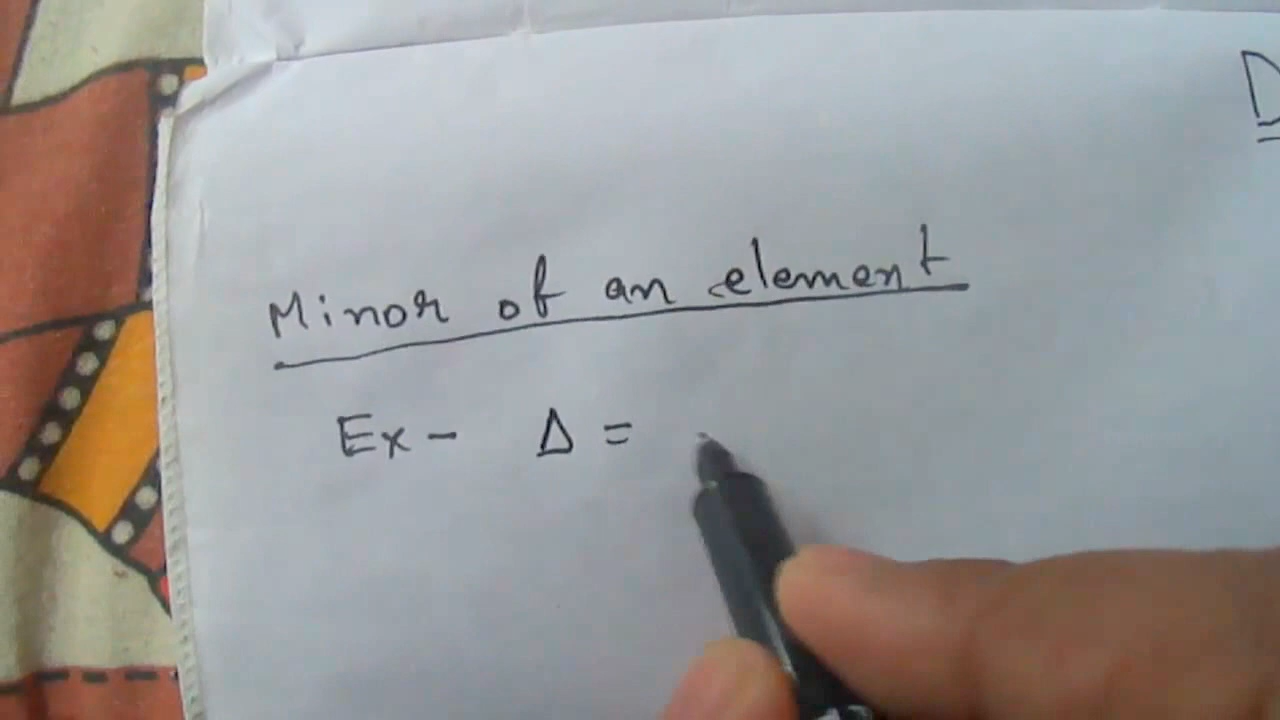 D
Minor of an element
Ex - Δ =